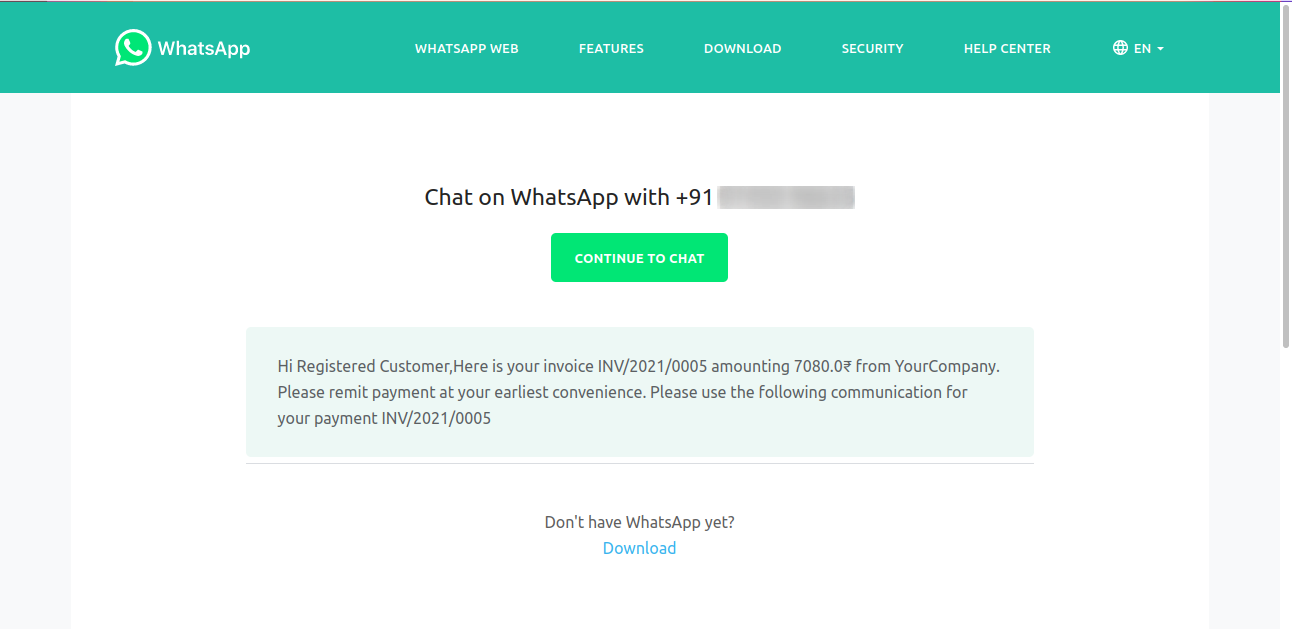 WhatsApp
WHATSAPP WEB FEATURES DOWNLOAD SECURITY HELP CENTER EN
Chat on WhatsApp with +91
CONTINUE TO CHAT
Hi Registered Customer,Here is your invoice INV/2021/0005 amounting 7080.0₹ from YourCompany.
Please remit payment at your earliest convenience. Please use the following communication for
your payment INV/2021/0005
Don't have WhatsApp yet?
Download